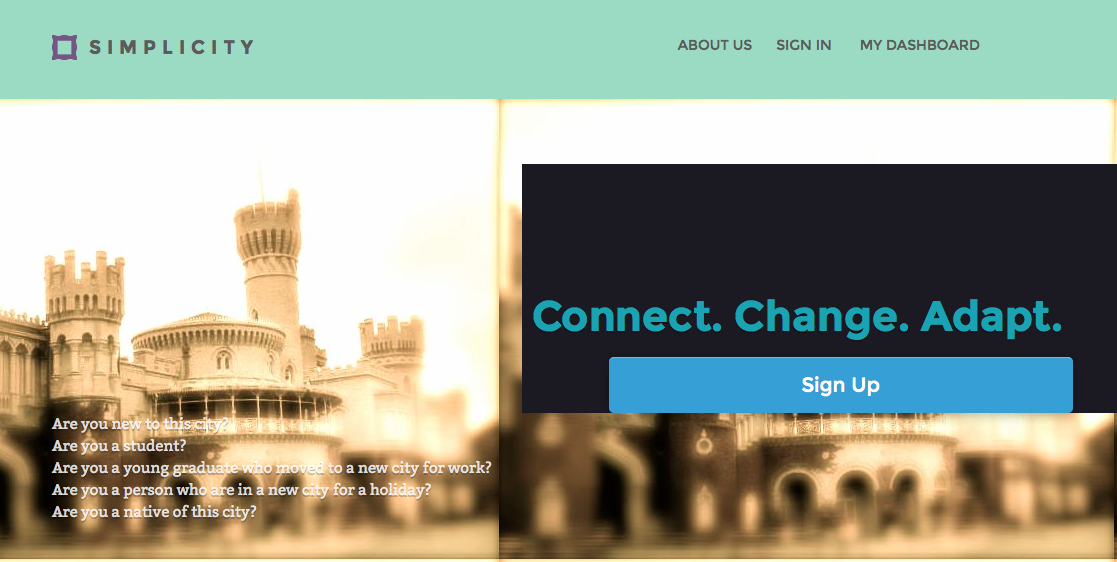 SIMPLICITY
ABOUT US SIGN IN MY DASHBOARD
Connect. Change. Adapt.
Sign Up
Are you new to this city?
Are you a student?
Are you a young graduate who moved to a new city for work?
Are you a person who are in a new city for a holiday?
Are you a native of this city?